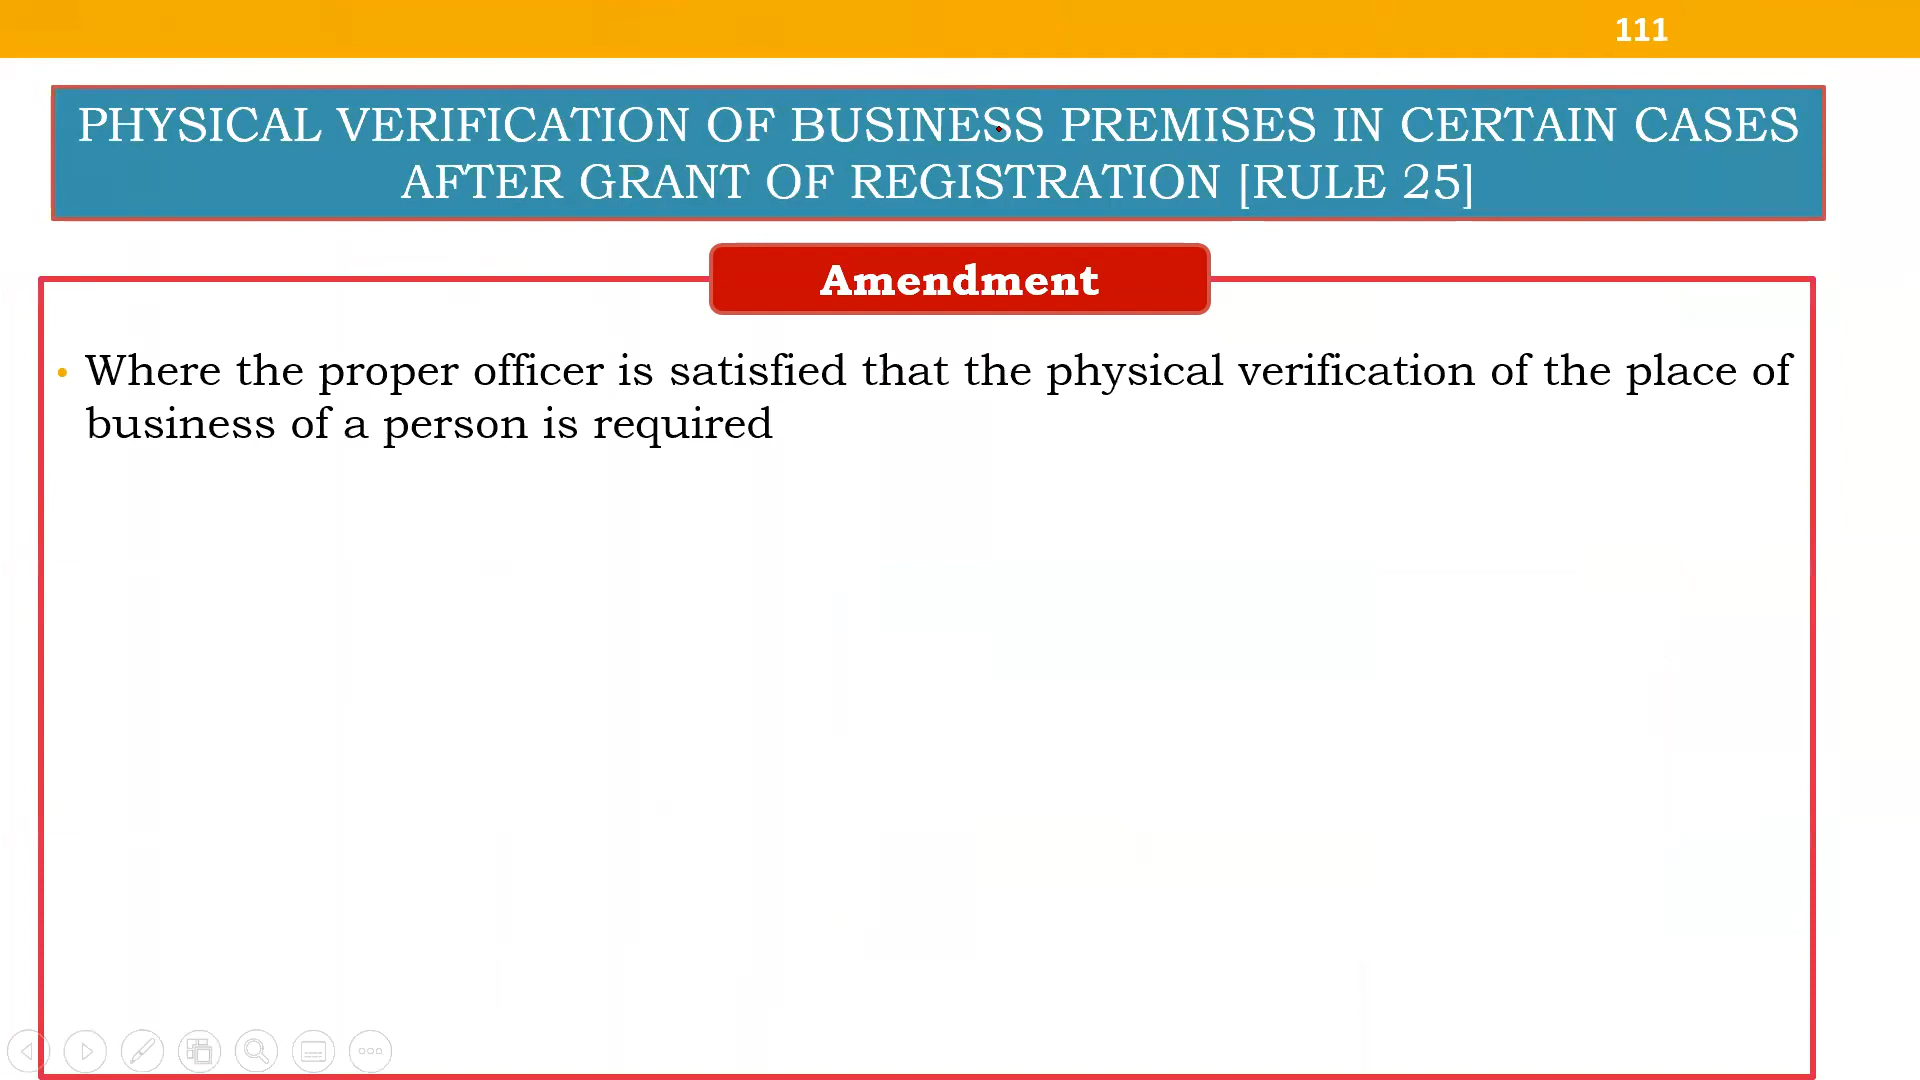 111
PHYSICAL VERIFICATION OF BUSINESS PREMISES IN CERTAIN CASES
AFTER GRANT OF REGISTRATION [RULE 25]
Amendment
• Where the proper officer is satisfied that the physical verification of the place of
business of a person is required